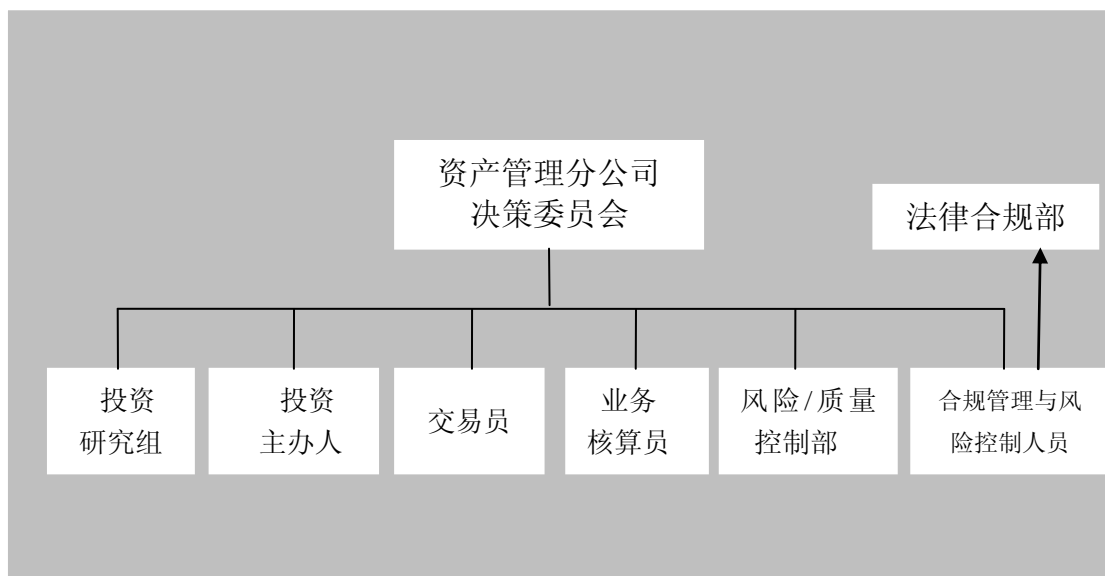 资产管理分公司
决策委员会
法律合规部
投资
研究组
投资
主办人
交易员
业务
核算员
风险/质量
控制部
合规管理与风
险控制人员